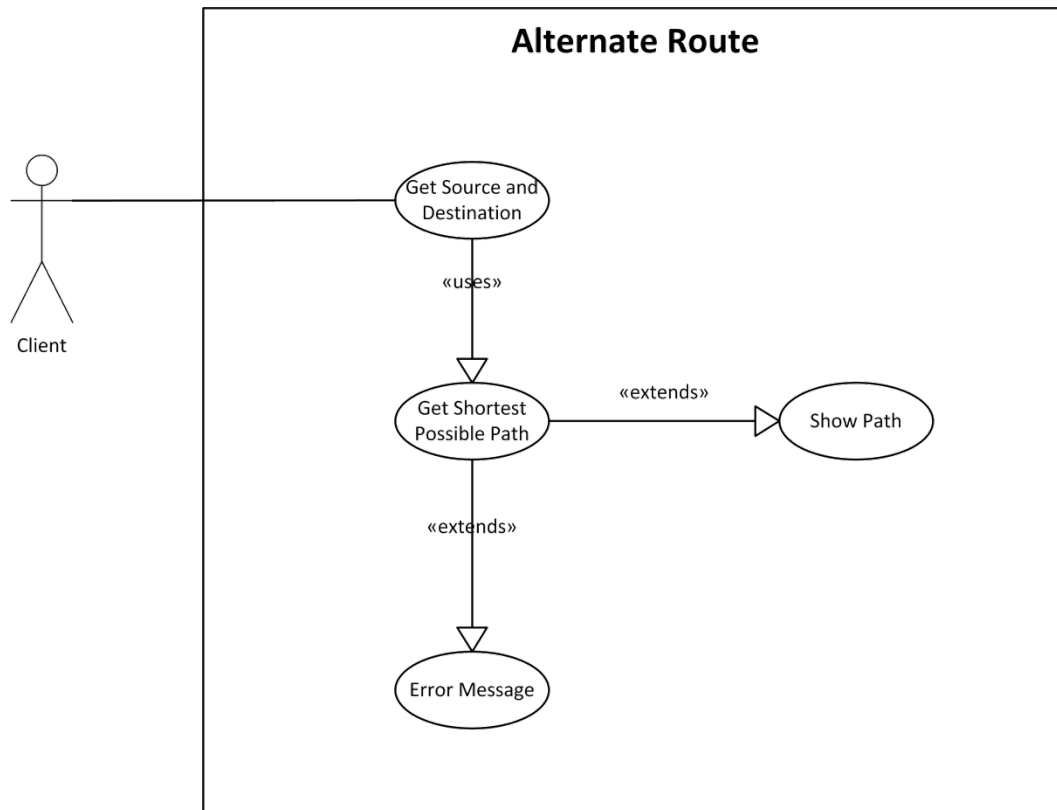 Alternate Route
Get Source and
Destination
«uses»
Client
Get Shortest
Possible Path
«extends»
Show Path
«extends»
Error Message